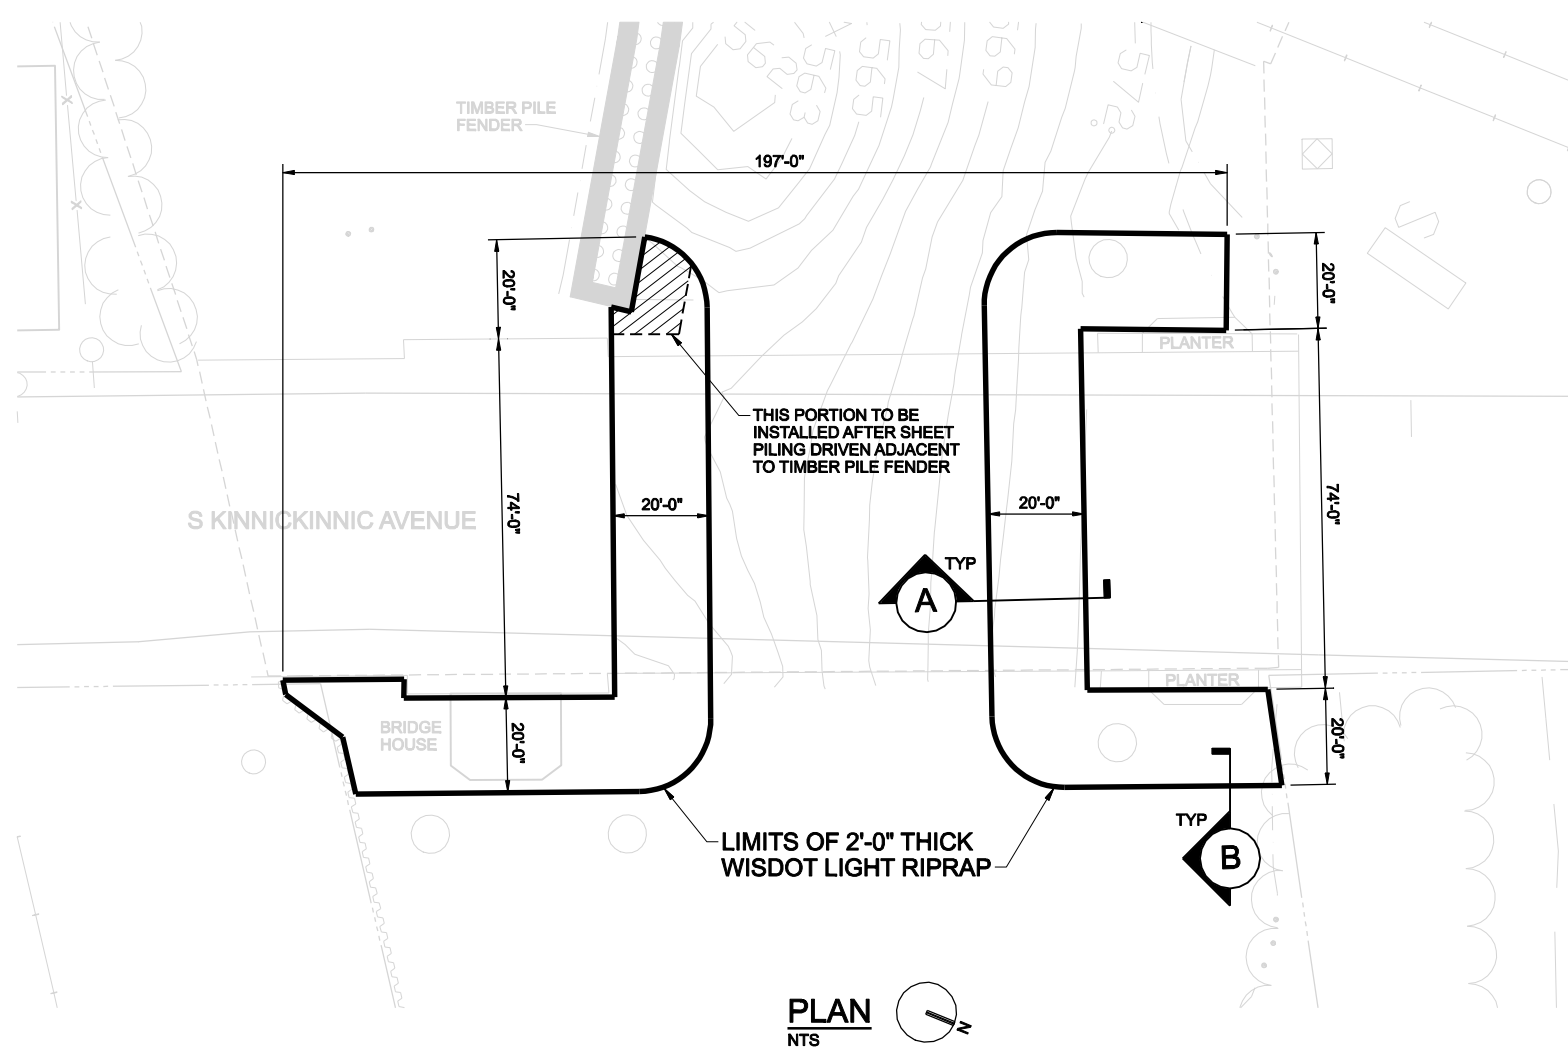 563
565
567
569
572
TIMBER PILE
FENDER
197'-0"
20'-0"
20'-0"
PLANTER
THIS PORTION TO BE
INSTALLED AFTER SHEET
PILING DRIVEN ADJACENT
TO TIMBER PILE FENDER
74'-0"
20'-0"
20'-0"
74'-0"
S KINNICKINNIC AVENUE
TYP
A
PLANTER
BRIDGE
HOUSE
20'-0"
20'-0"
TYP
B
LIMITS OF 2'-0" THICK
WISDOT LIGHT RIPRAP
PLAN
NTS
N